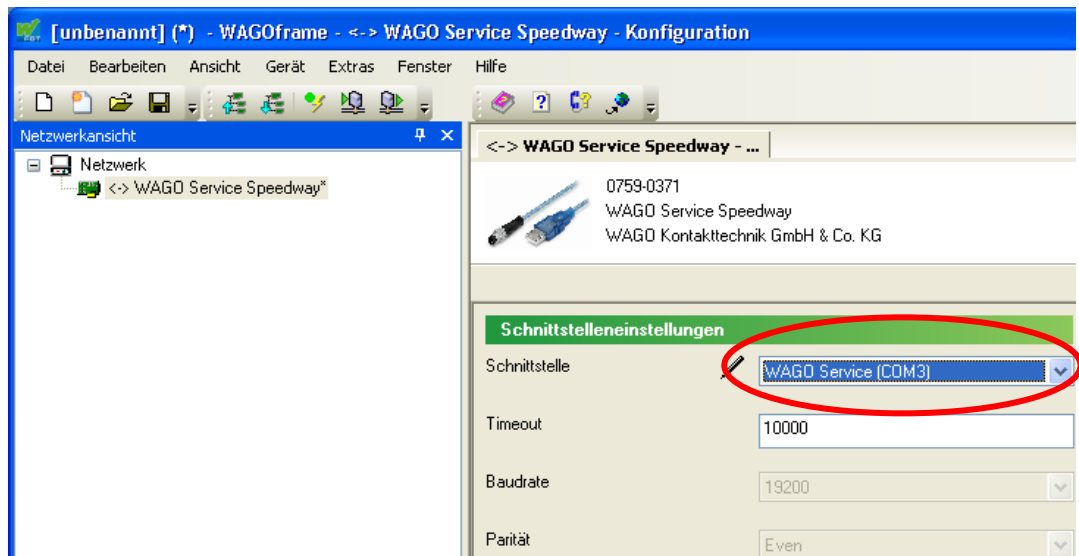 [unbenannt] (*) - WAGOframe - <-> WAGO Service Speedway - Konfiguration
Datei Bearbeiten Ansicht Gerät Extras Fenster Hilfe
Netzwerkansicht
Netzwerk
<-> WAGO Service Speedway*
<-> WAGO Service Speedway - ...
0759-0371
WAGO Service Speedway
WAGO Kontakttechnik GmbH & Co. KG
Schnittstelleneinstellungen
Schnittstelle WAGO Service (COM3)
Timeout 10000
Baudrate 19200
Parität Even